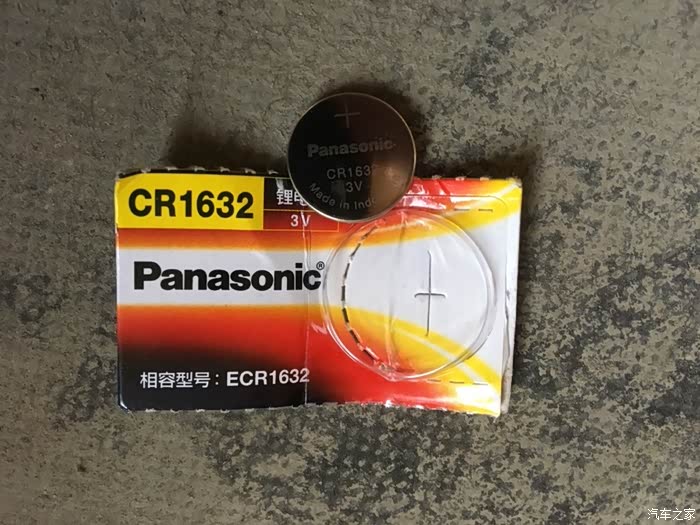 +
Panasonic
CR1632
3V
Made in Indo
CR1632
锂电
3V
Panasonic®
相容型号：ECR1632
+
汽车之家